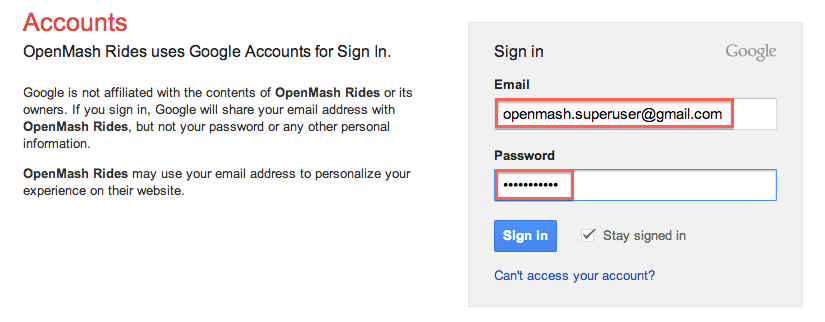 Accounts
OpenMash Rides uses Google Accounts for Sign In.
Google is not affiliated with the contents of OpenMash Rides or its
owners. If you sign in, Google will share your email address with
OpenMash Rides, but not your password or any other personal
information.
OpenMash Rides may use your email address to personalize your
experience on their website.
Sign in
Google
Email
openmash.superuser@gmail.com
Password
•••••••••••
Sign in
Stay signed in
Can't access your account?